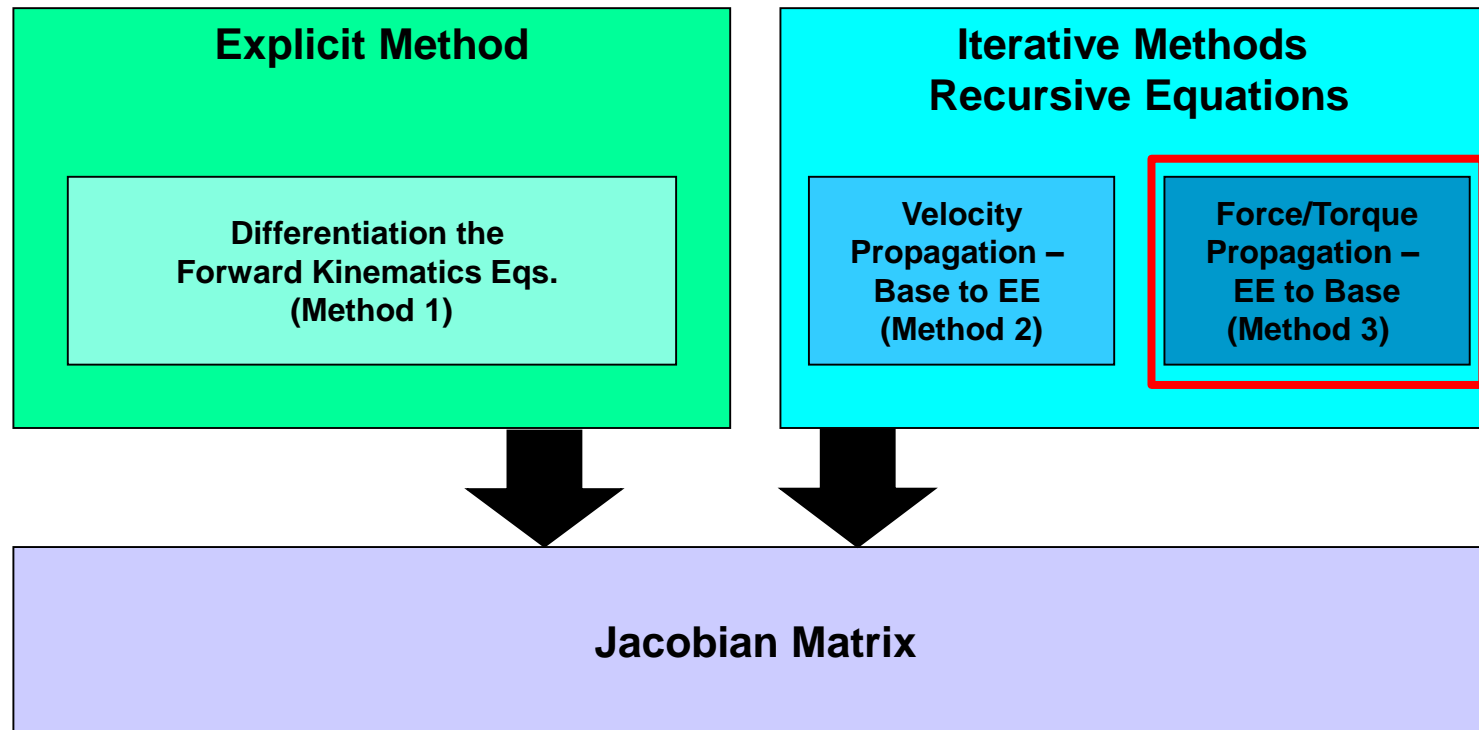 Explicit Method
Differentiation the
Forward Kinematics Eqs.
(Method 1)
Iterative Methods
Recursive Equations
Velocity
Propagation –
Base to EE
(Method 2)
Force/Torque
Propagation –
EE to Base
(Method 3)
Jacobian Matrix